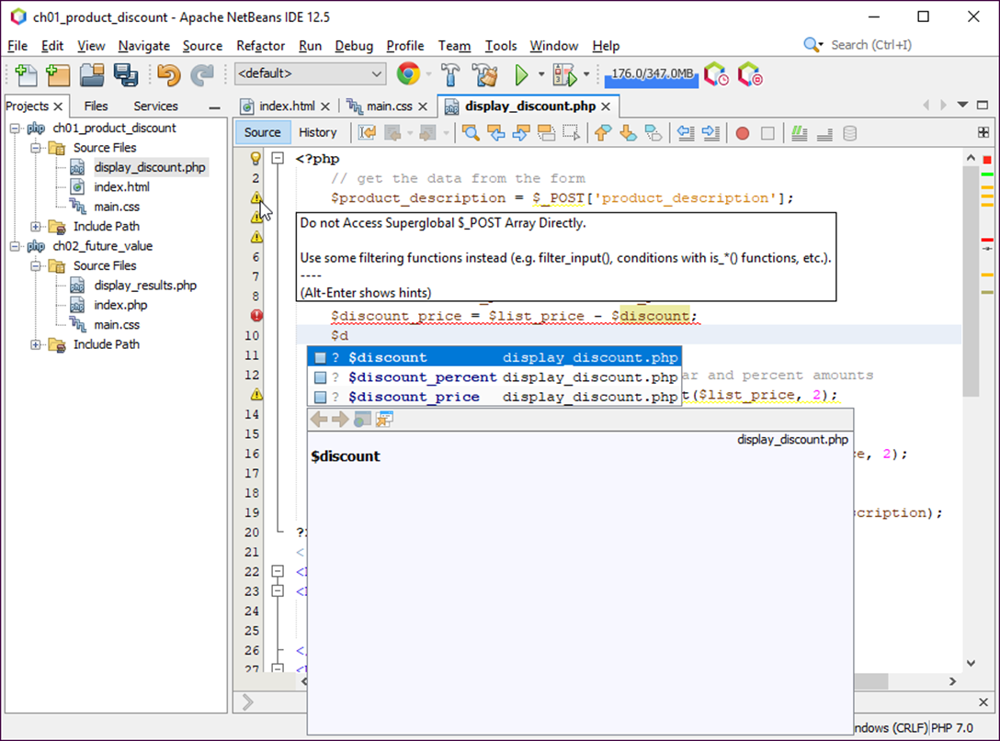 ch01_product_discount - Apache NetBeans IDE 12.5
File Edit View Navigate Source Refactor Run Debug Profile Team Tools Window Help
Search (Ctrl+I)
<default>
176.0/347.0MB
Projects Files Services
index.html main.css display_discount.php
Source History
ch01_product_discount
Source Files
display_discount.php
index.html
main.css
Include Path
ch02_future_value
Source Files
display_results.php
index.php
main.css
Include Path
<?php
2 // get the data from the form
$product_description = $_POST['product_description'];
Do not Access Superglobal $_POST Array Directly.
Use some filtering functions instead (e.g. filter_input(), conditions with is_*() functions, etc.).
----
(Alt-Enter shows hints)
6
7
8
$discount_price = $list_price - $discount;
10 $d
11 ? $discount display_discount.php
12 ? $discount_percent display_discount.php ar and percent amounts
? $discount_price display_discount.php t($list_price, 2);
14
display_discount.php
15
$discount
16 e, 2);
17
18
19 cription);
20 ?
21 <
22 <
23 <
24
25
26 </
27 <
ndows (CRLF) PHP 7.0